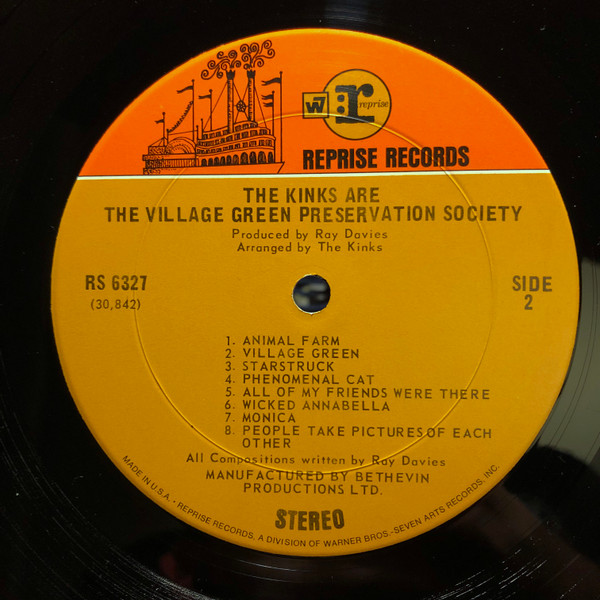 W7
r reprise
REPRISE RECORDS
THE KINKS ARE
THE VILLAGE GREEN PRESERVATION SOCIETY
Produced by Ray Davies
Arranged by The Kinks
RS 6327
(30,842)
SIDE
2
1. ANIMAL FARM
2. VILLAGE GREEN
3. STARSTRUCK
4. PHENOMENAL CAT
5. ALL OF MY FRIENDS WERE THERE
6. WICKED ANNABELLA
7. MONICA
8. PEOPLE TAKE PICTURES OF EACH
OTHER
All Compositions written by Ray Davies
MANUFACTURED BY BETHEVIN
PRODUCTIONS LTD.
STEREO
MADE IN U.S.A. - REPRISE RECORDS, A DIVISION OF WARNER BROS.-SEVEN ARTS RECORDS, INC.